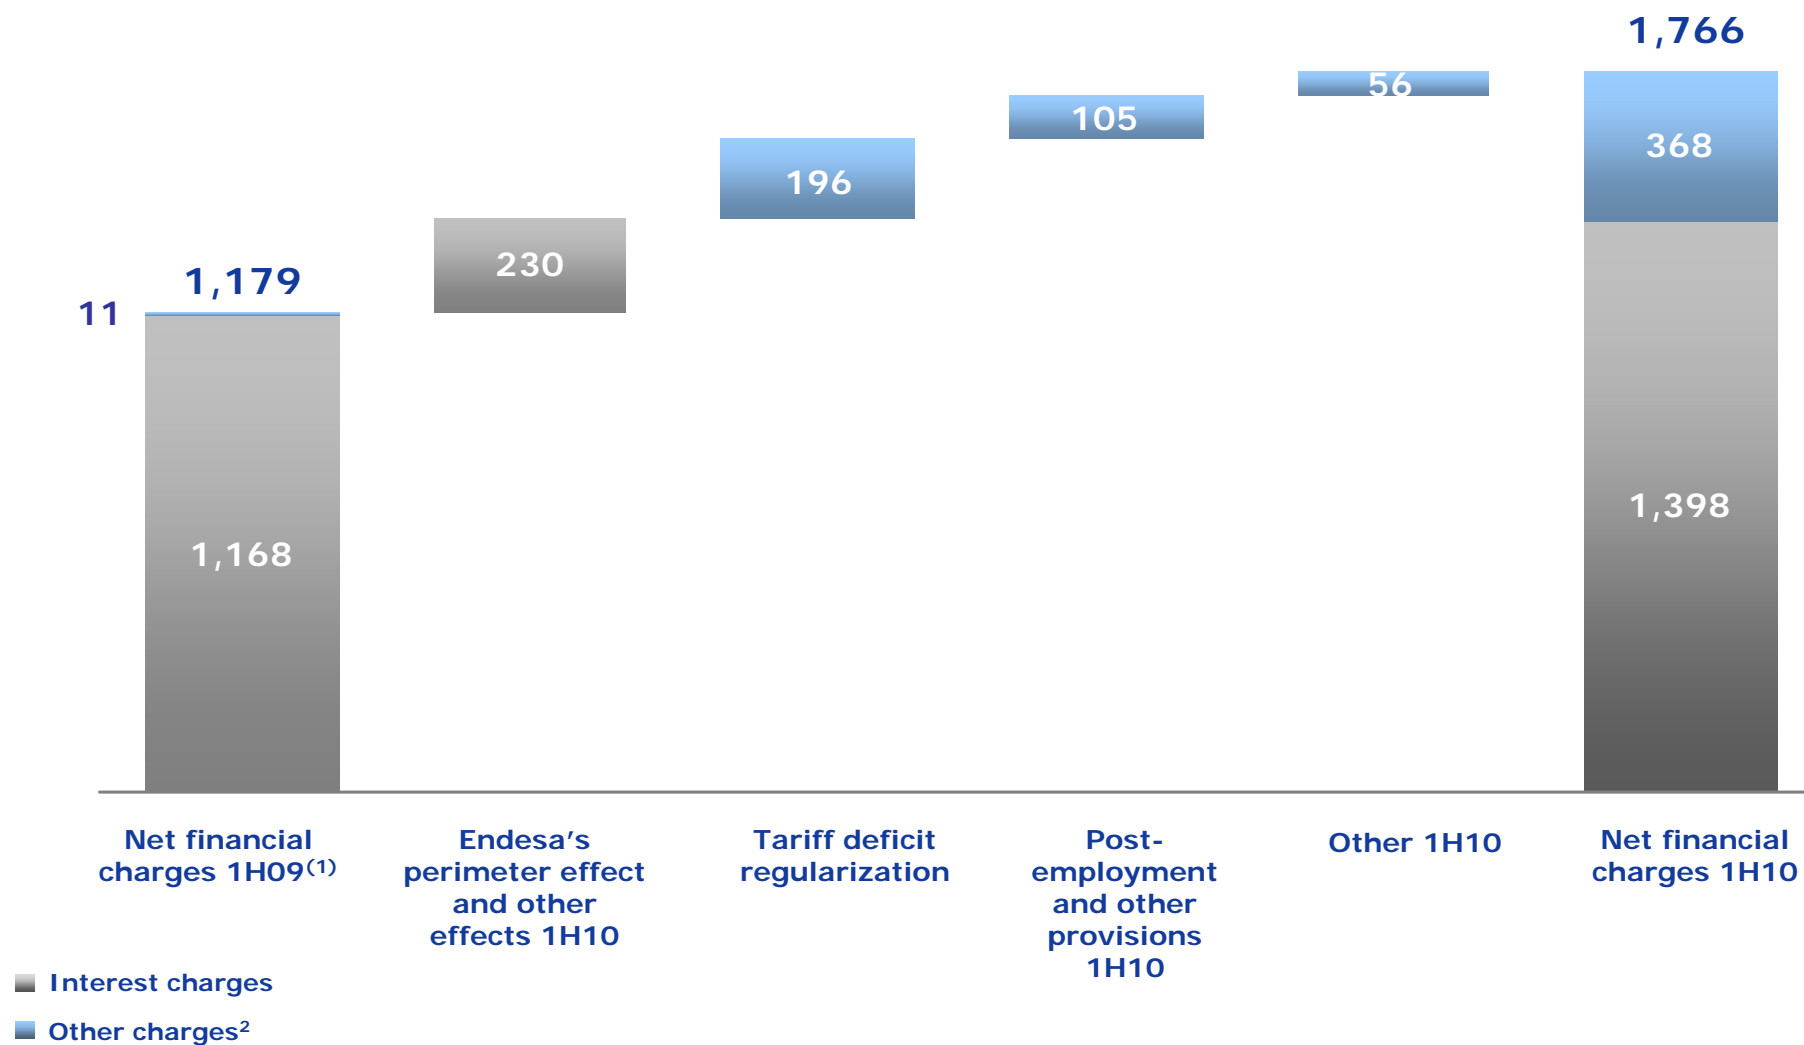 1,766
56
105
368
196
230
1,179
11
1,168
1,398
Net financial
charges 1H09(1)
Endesa's
perimeter effect
and other
effects 1H10
Tariff deficit
regularization
Post-
employment
and other
provisions
1H10
Other 1H10
Net financial
charges 1H10
Interest charges
Other charges²